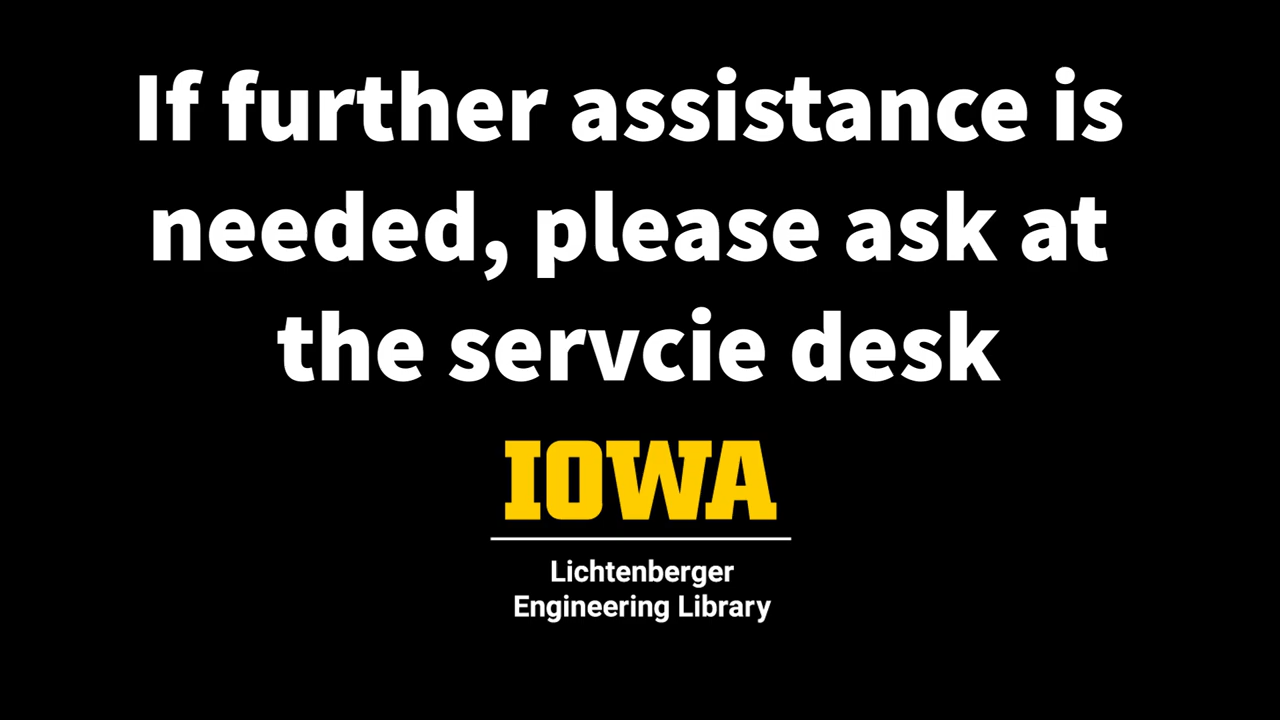 If further assistance is
needed, please ask at
the servcie desk
IOWA
Lichtenberger
Engineering Library